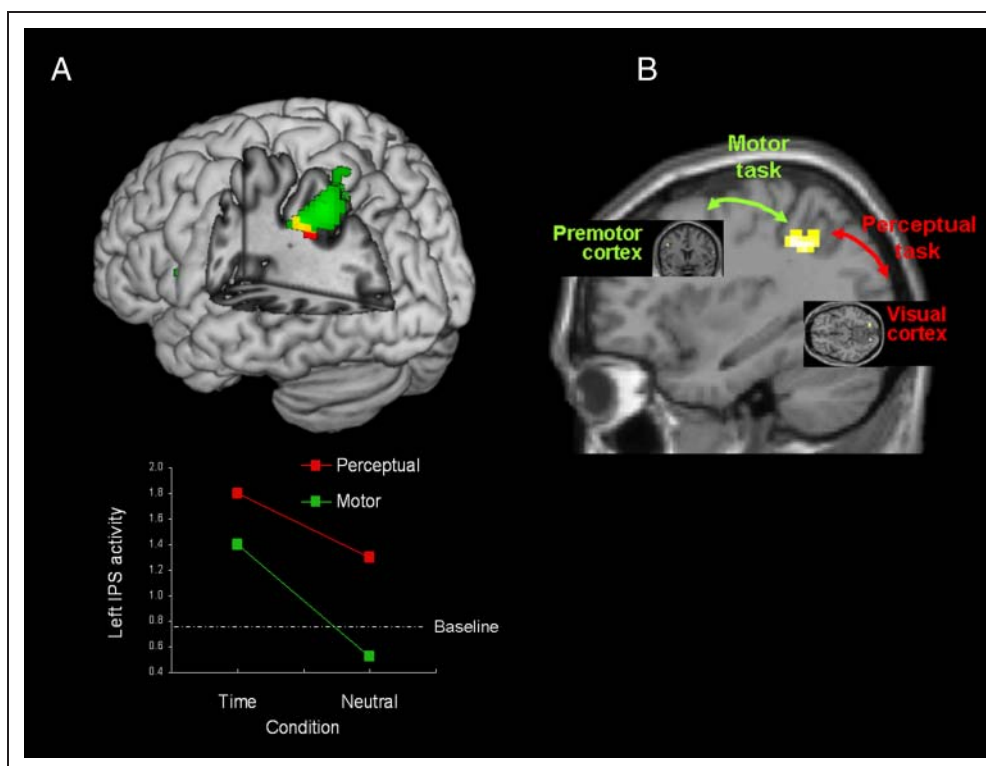 A
B
Motor
task
Premotor
cortex
Perceptual
task
Visual
cortex
Perceptual
Motor
Left IPS activity
2.0
1.8
1.6
1.4
1.2
1.0
0.8
0.6
0.4
Baseline
Time
Neutral
Condition